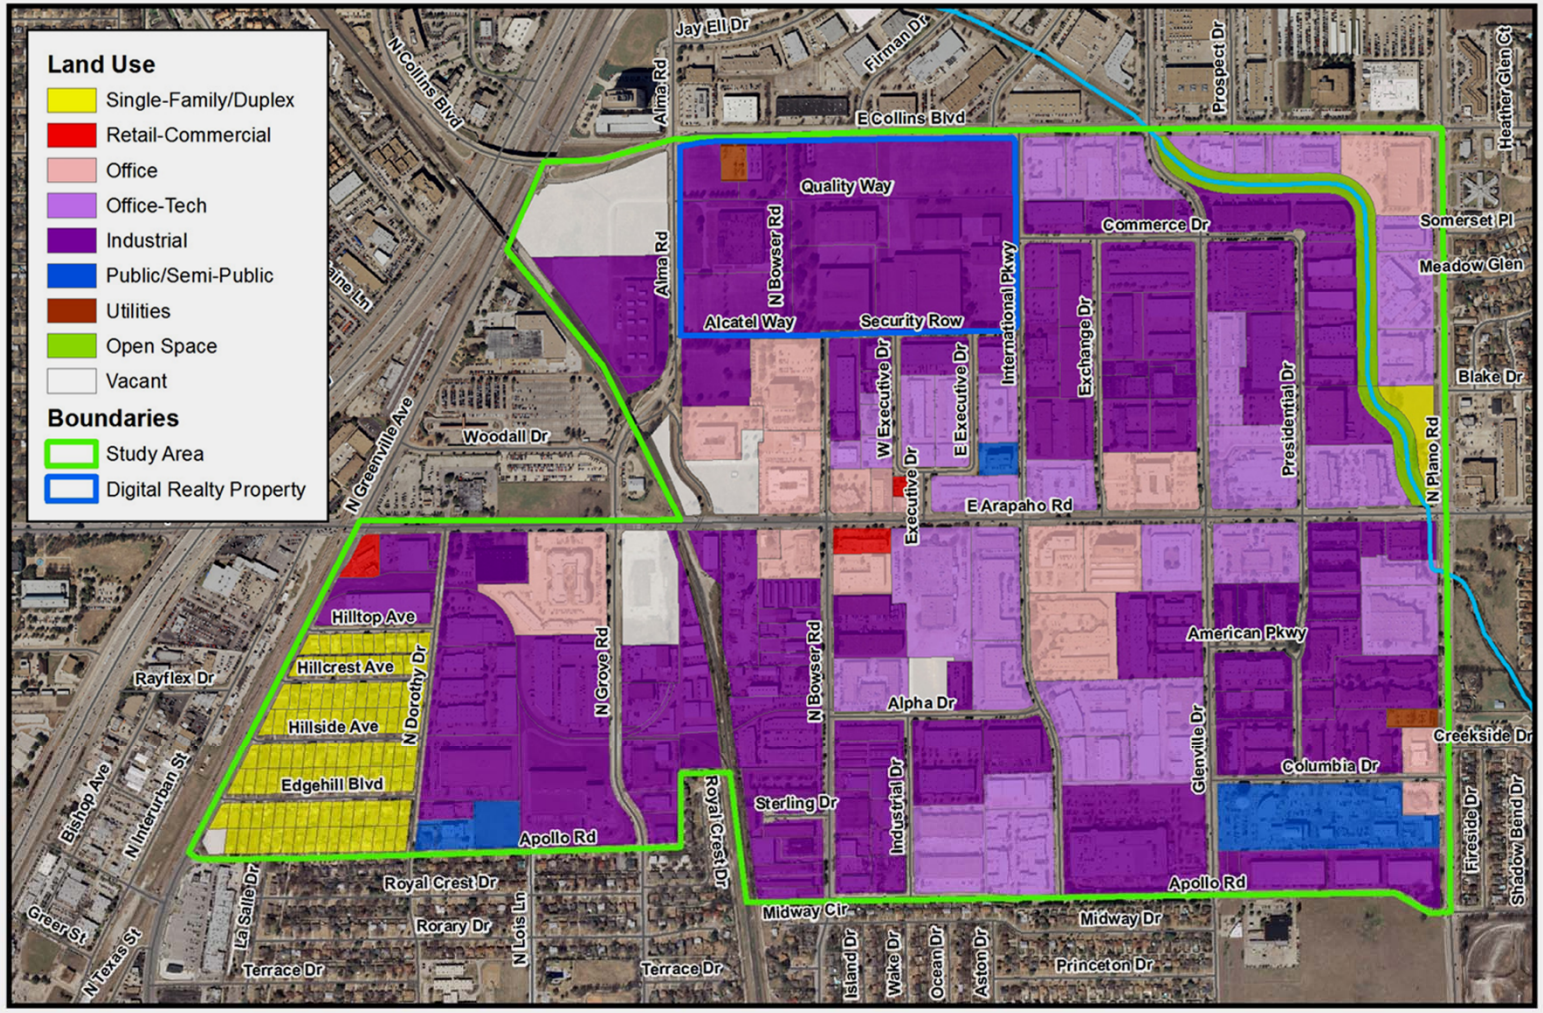 Jay Ell Dr
Firman Dr
N Collins Blvd
Alma Rd
Prospect Dr
Heather Glen Ct
E Collins Blvd
Land Use
Single-Family/Duplex
Retail-Commercial
Office
Office-Tech
Industrial
Public/Semi-Public
Utilities
Open Space
Vacant
Boundaries
Study Area
Digital Realty Property
Quality Way
N Bowser Rd
Alma Rd
Commerce Dr
Somerset Pl
Meadow Glen
aine Ln
International Pkwy
Alcatel Way
Security Row
Exchange Dr
W Executive Dr
E Executive Dr
Presidential Dr
Blake Dr
N Greenville Ave
Woodall Dr
N Plano Rd
Executive Dr
E Arapaho Rd
Hilltop Ave
Hillcrest Ave
N Dorothy Dr
N Grove Rd
N Bowser Rd
American Pkwy
Rayflex Dr
Hillside Ave
Alpha Dr
Glenville Dr
Creekside Dr
Edgehill Blvd
Columbia Dr
Bishop Ave
N Interurban St
Sterling Dr
Industrial Dr
Royal Crest Dr
Apollo Rd
Fireside Dr
Shadow Bend Dr
Royal Crest Dr
Apollo Rd
La Salle Dr
N Lois Ln
Midway Cir
Midway Dr
Greer St
Rorary Dr
N Texas St
Terrace Dr
Terrace Dr
Island Dr
Wake Dr
Ocean Dr
Aston Dr
Princeton Dr